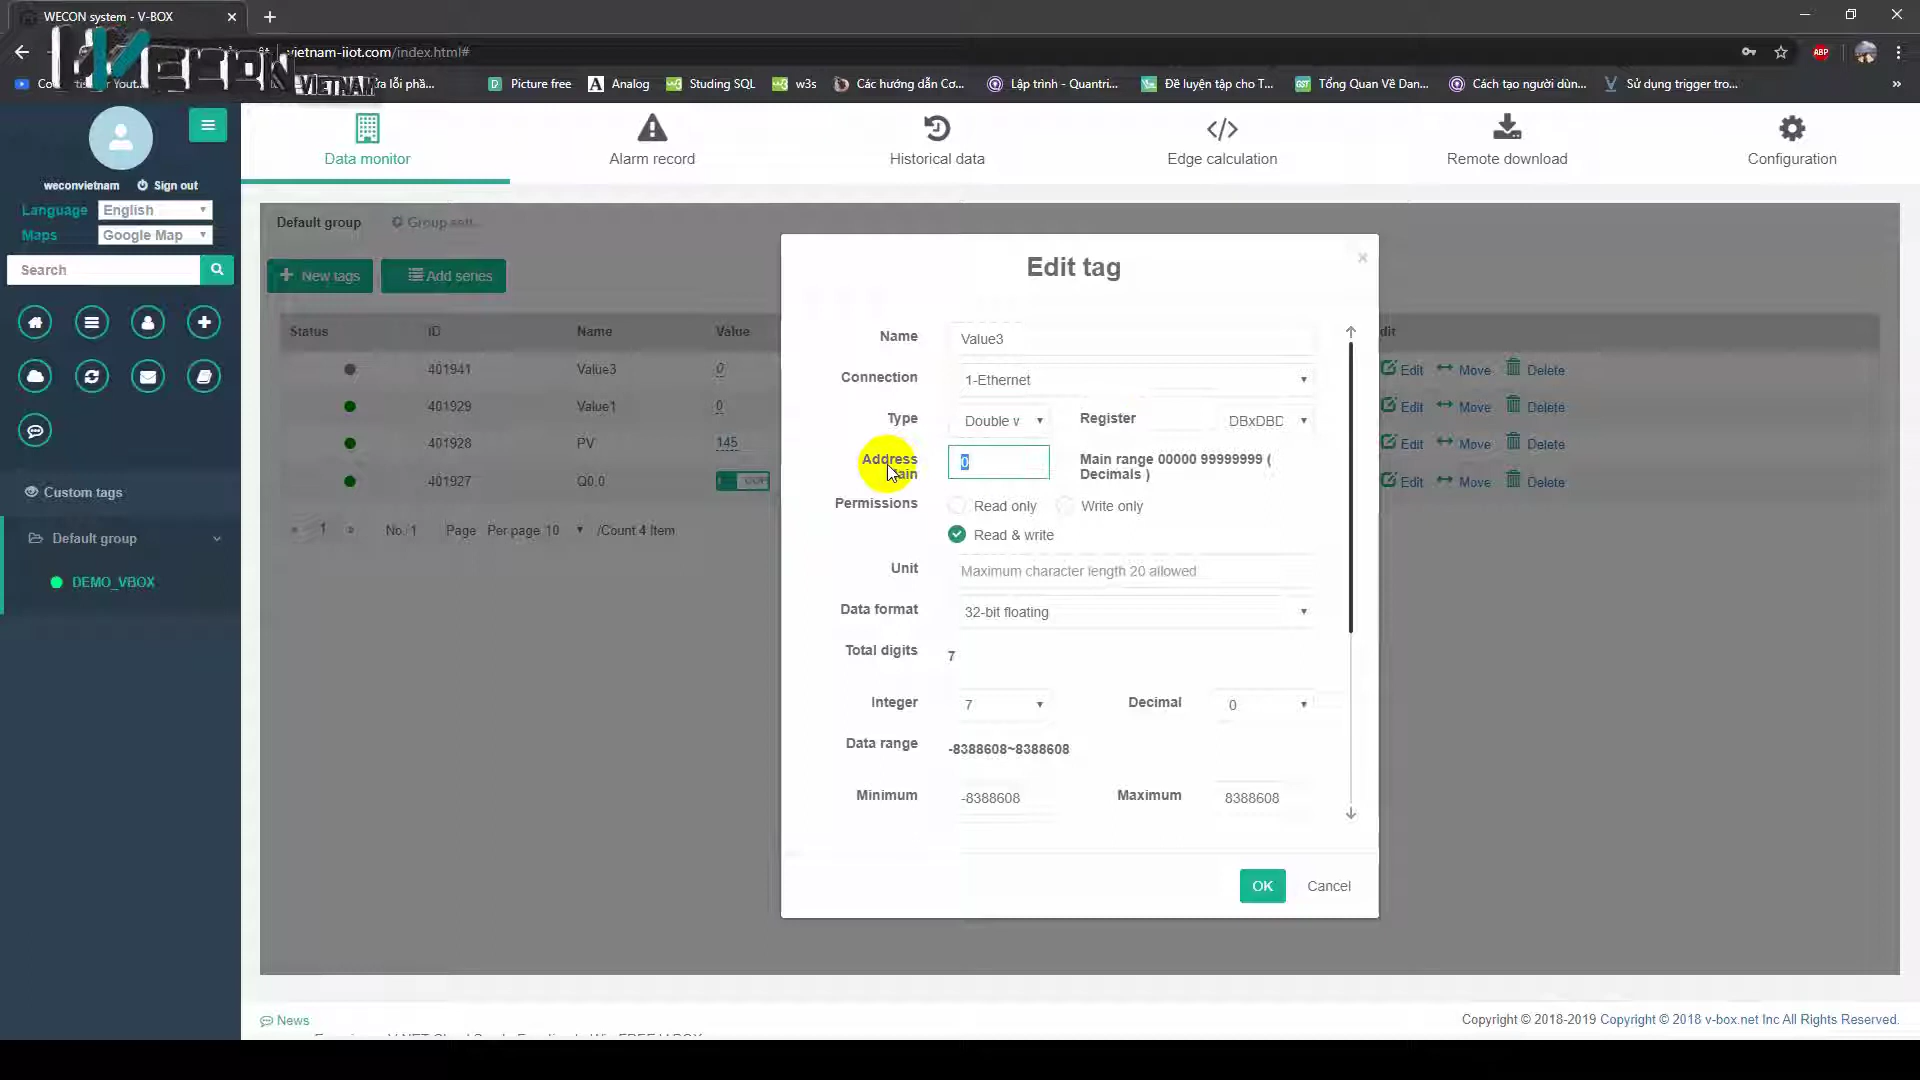 WECON system - V-BOX
vietnam-iiot.com/index.html#
WECON
VIETNAM
Picture free
Analog
Studing SQL
w3s
Các hướng dẫn Cơ...
Lập trình - Quantri...
Đề luyện tập cho T...
Tổng Quan Về Dan...
Cách tạo người dùn...
Sử dụng trigger tro...
ABP
Data monitor
Alarm record
Historical data
Edge calculation
Remote download
Configuration
weconvietnam
Sign out
Language English
Maps Google Map
Search
Custom tags
Default group
DEMO_VBOX
Default group
New tags
Add series
Status ID Name Value
401941 Value3 0
401929 Value1 0
401928 PV 145
401927 Q0.0
1 No. 1 Page Per page 10 /Count 4 Item
Edit Move Delete
Edit Move Delete
Edit Move Delete
Edit Move Delete
Edit tag
Name Value3
Connection 1-Ethernet
Type Double
Register DBxDBD
Address
0
Main range 00000 99999999 (
Decimals )
Permissions
Read only
Write only
Read & write
Unit Maximum character length 20 allowed
Data format 32-bit floating
Total digits 7
Integer 7 Decimal 0
Data range -8388608~8388608
Minimum -8388608 Maximum 8388608
OK
Cancel
News
Copyright © 2018-2019 Copyright © 2018 v-box.net Inc All Rights Reserved.